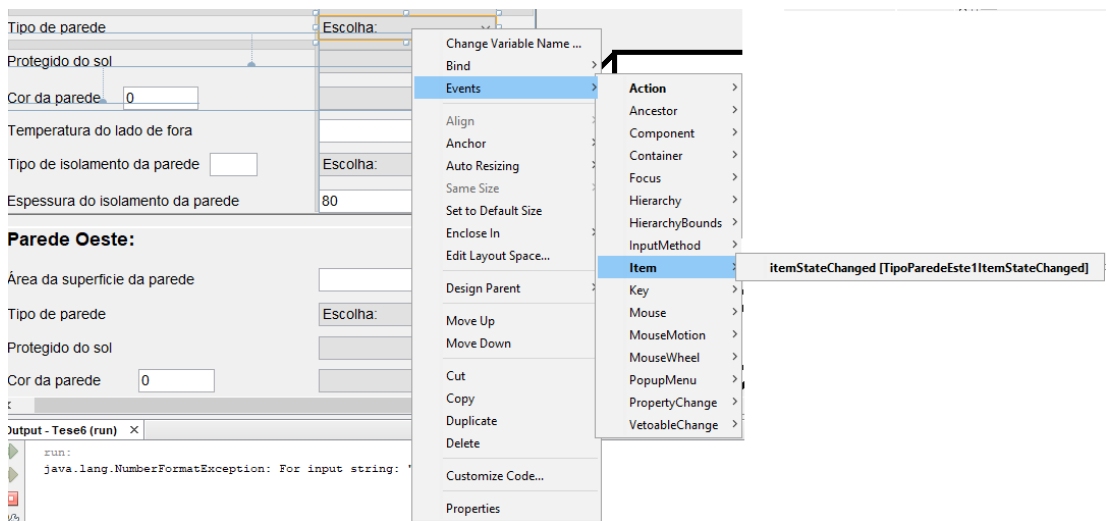 Tipo de parede Escolha:
Protegido do sol
Cor da parede 0
Temperatura do lado de fora
Tipo de isolamento da parede Escolha:
Espessura do isolamento da parede 80
Parede Oeste:
Área da superficie da parede
Tipo de parede Escolha:
Protegido do sol
Cor da parede 0
Output - Tese6 (run) ×
run:
java.lang.NumberFormatException: For input string: "
Change Variable Name ...
Bind
Events
Align
Anchor
Auto Resizing
Same Size
Set to Default Size
Enclose In
Edit Layout Space...
Design Parent
Move Up
Move Down
Cut
Copy
Duplicate
Delete
Customize Code...
Properties
Action
Ancestor
Component
Container
Focus
Hierarchy
HierarchyBounds
InputMethod
Item
Key
Mouse
MouseMotion
MouseWheel
PopupMenu
PropertyChange
VetoableChange
itemStateChanged [TipoParedeEste1ItemStateChanged]